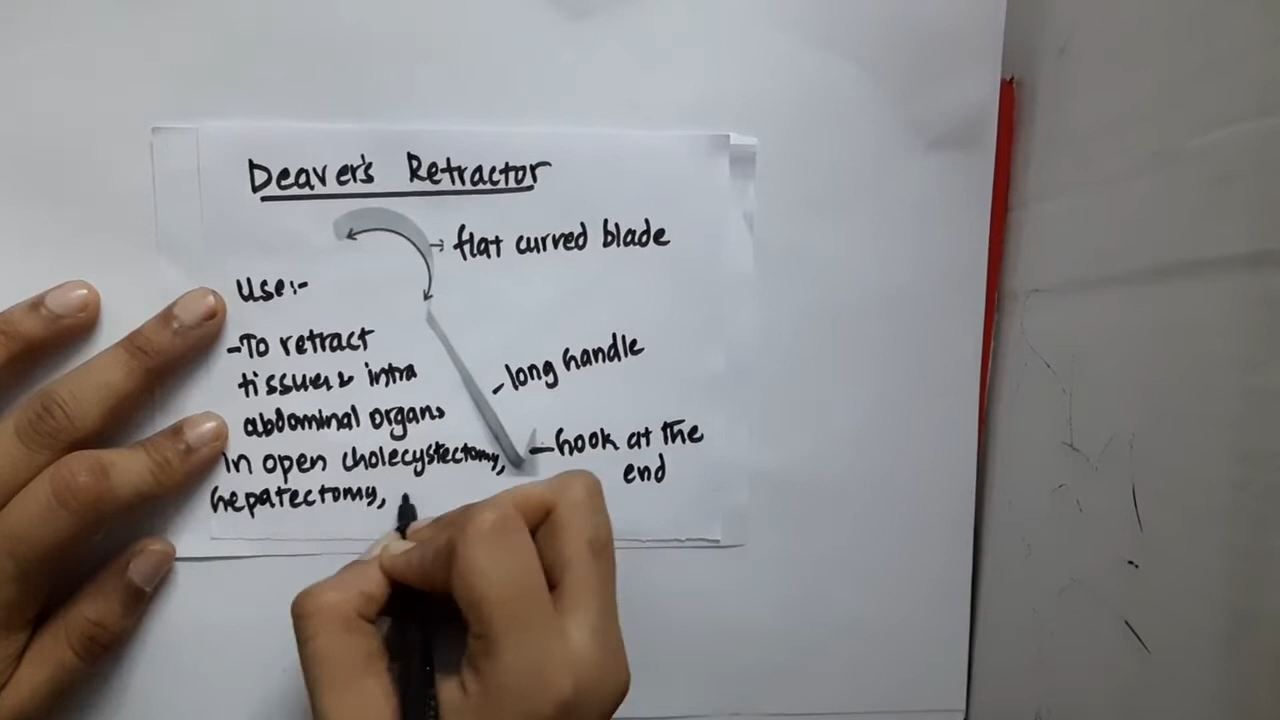 Deaver's Retractor
flat curved blade
Use:-
-To retract
tissues & intra
abdominal organs
in open cholecystectomy,
hepatectomy,
long handle
hook at the
end